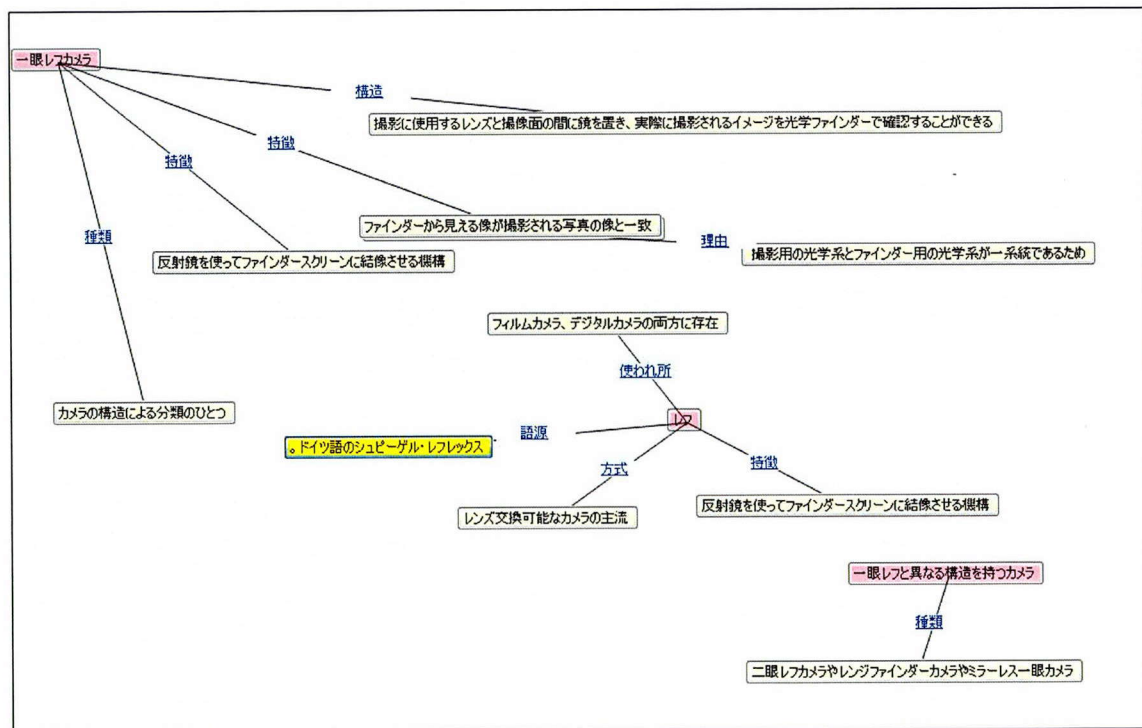 一眼レフカメラ
構造
撮影に使用するレンズと撮像面の間に鏡を置き、実際に撮影されるイメージを光学ファインダーで確認することができる
特徴
特徴
ファインダーから見える像が撮影される写真の像と一致
種類
理由
反射鏡を使ってファインダースクリーンに結像させる機構
撮影用の光学系とファインダー用の光学系が一系統であるため
フィルムカメラ、デジタルカメラの両方に存在
使われ所
カメラの構造による分類のひとつ
レフ
語源
。ドイツ語のシュピーゲル・レフレックス
方式
特徴
レンズ交換可能なカメラの主流
反射鏡を使ってファインダースクリーンに結像させる機構
一眼レフと異なる構造を持つカメラ
種類
二眼レフカメラやレンジファインダーカメラやミラーレス一眼カメラ